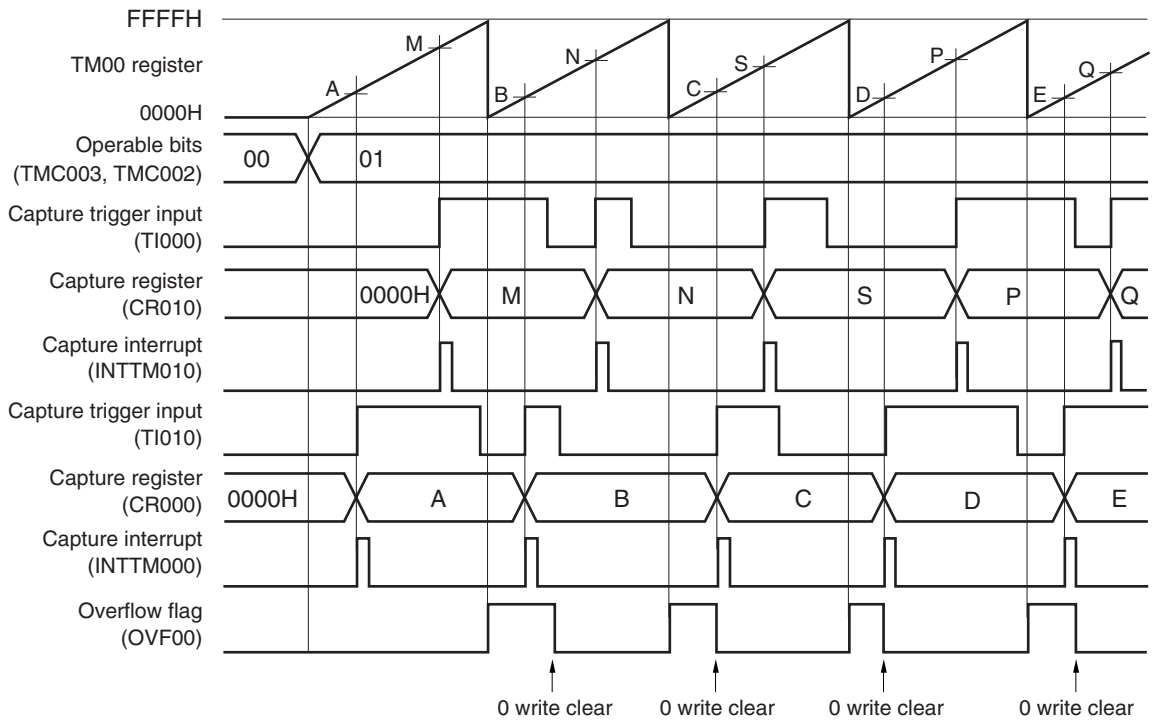 FFFFH
TM00 register
0000H
A M B N C S D P E Q
Operable bits
(TMC003, TMC002)
00 01
Capture trigger input
(TI000)
Capture register
(CR010)
0000H M N S P Q
Capture interrupt
(INTTM010)
Capture trigger input
(TI010)
Capture register
(CR000)
0000H A B C D E
Capture interrupt
(INTTM000)
Overflow flag
(OVF00)
0 write clear 0 write clear 0 write clear 0 write clear